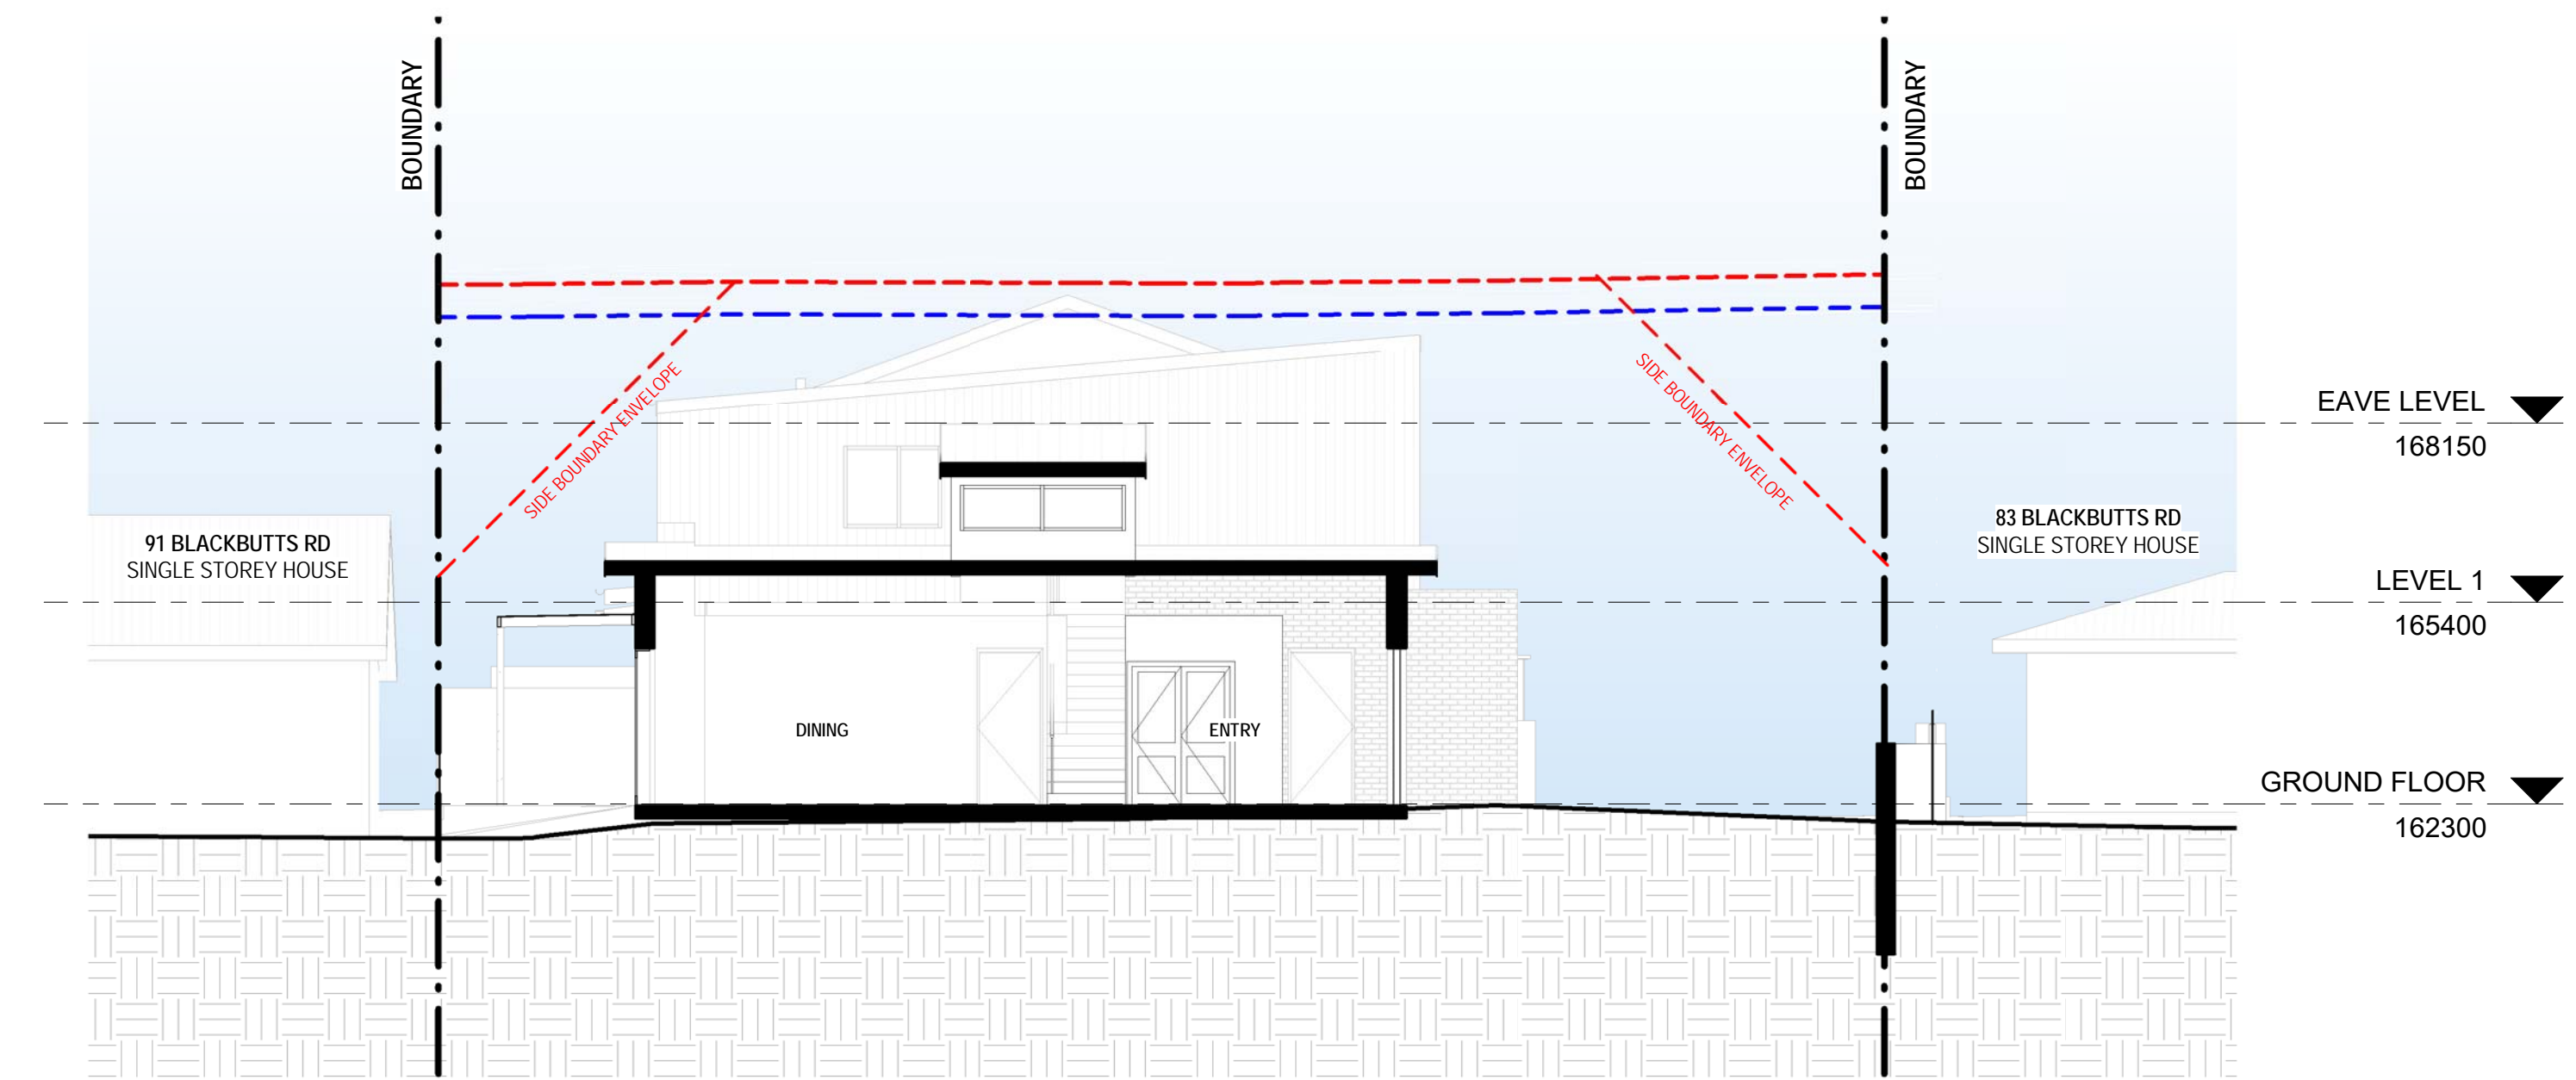 BOUNDARY
BOUNDARY
SIDE BOUNDARY ENVELOPE
SIDE BOUNDARY ENVELOPE
EAVE LEVEL
168150
91 BLACKBUTTS RD
SINGLE STOREY HOUSE
83 BLACKBUTTS RD
SINGLE STOREY HOUSE
LEVEL 1
165400
DINING
ENTRY
GROUND FLOOR
162300